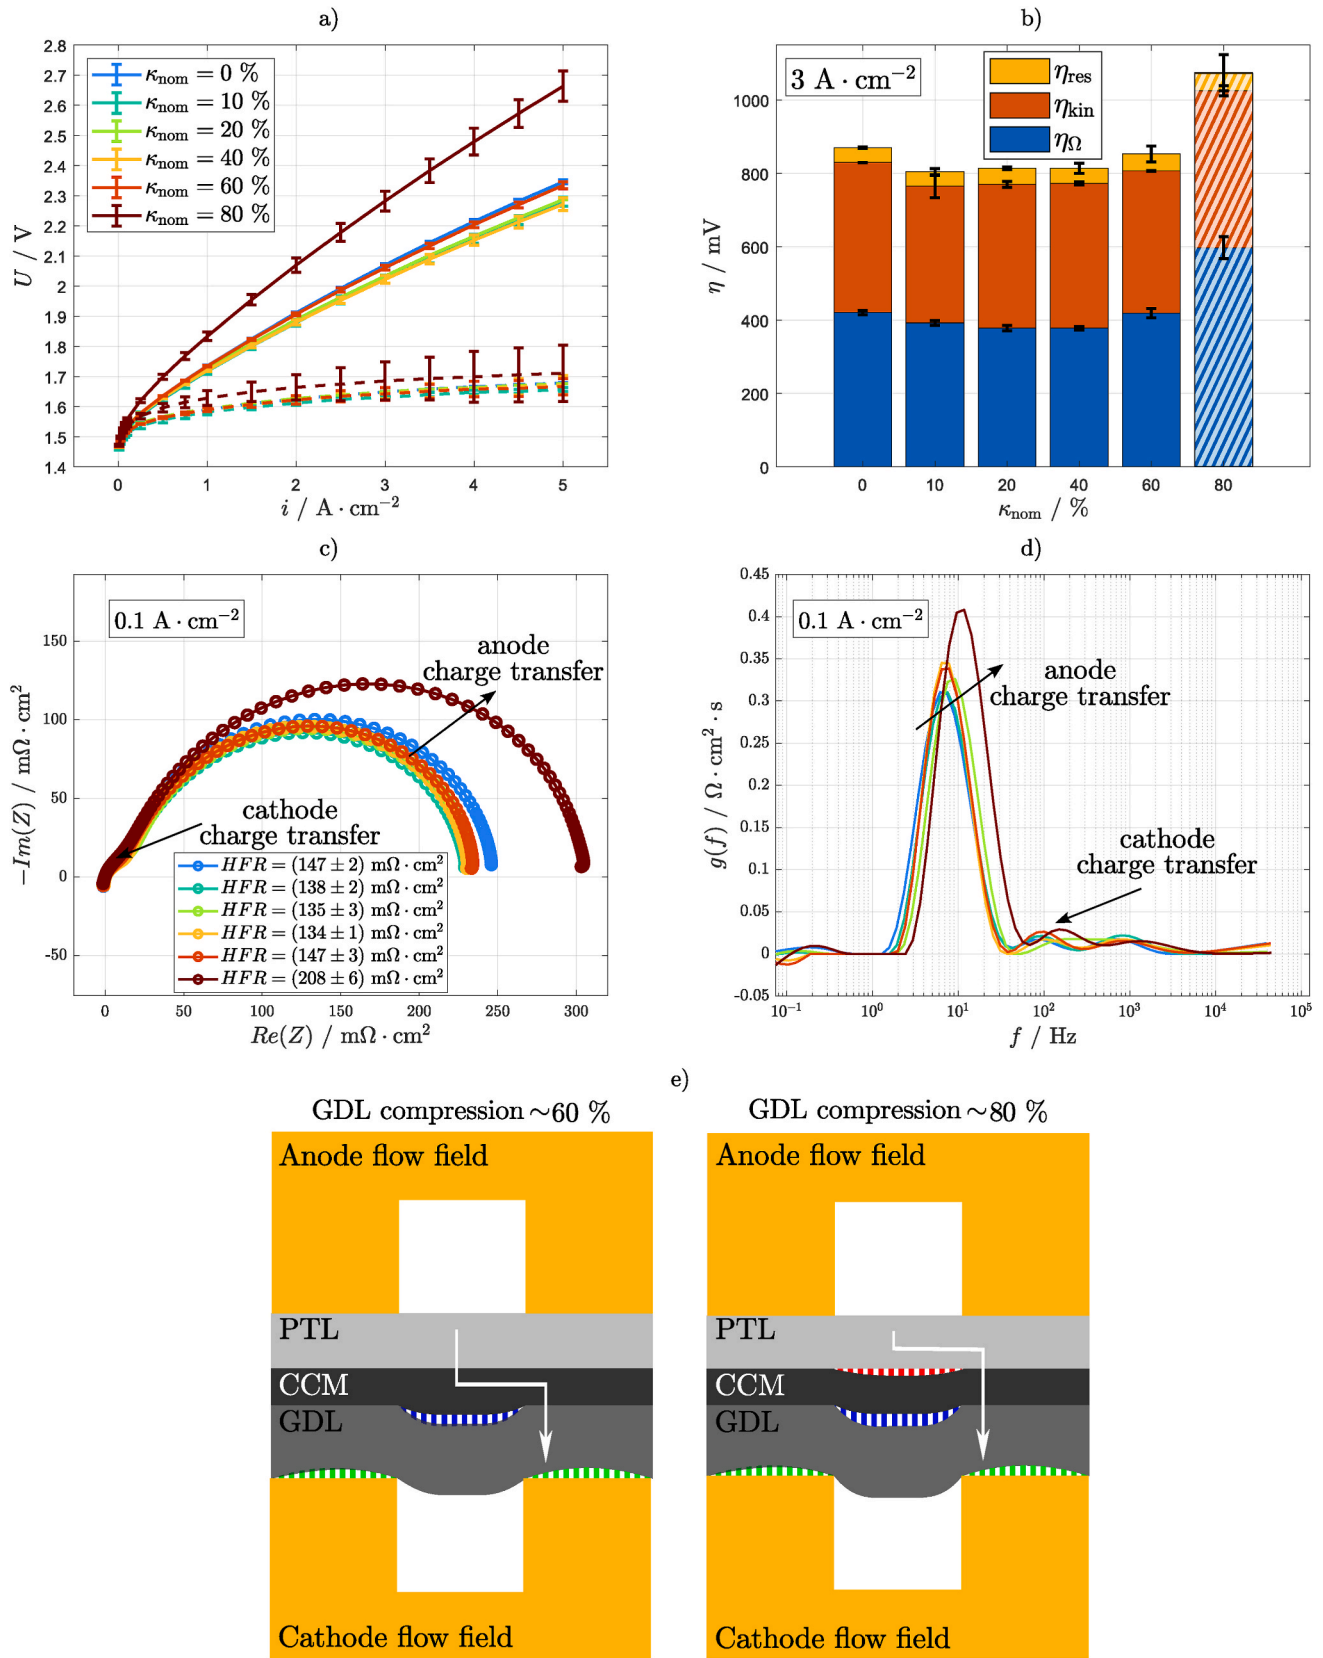 a)
2.8
2.7
2.6
2.5
2.4
2.3
2.2
2.1
2
1.9
1.8
1.7
1.6
1.5
1.4
U / V
κnom = 0 %
κnom = 10 %
κnom = 20 %
κnom = 40 %
κnom = 60 %
κnom = 80 %
0 1 2 3 4 5
i / A · cm⁻²
b)
3 A · cm⁻²
ηres
ηkin
ηΩ
1000
800
600
400
200
0
η / mV
0 10 20 40 60 80
κnom / %
c)
0.1 A · cm⁻²
150
100
50
0
-50
−Im(Z) / mΩ · cm²
anode
charge transfer
cathode
charge transfer
HFR = (147 ± 2) mΩ · cm²
HFR = (138 ± 2) mΩ · cm²
HFR = (135 ± 3) mΩ · cm²
HFR = (134 ± 1) mΩ · cm²
HFR = (147 ± 3) mΩ · cm²
HFR = (208 ± 6) mΩ · cm²
0 50 100 150 200 250 300
Re(Z) / mΩ · cm²
d)
0.1 A · cm⁻²
0.45
0.4
0.35
0.3
0.25
0.2
0.15
0.1
0.05
0
-0.05
g(f) / Ω · cm² · s
anode
charge transfer
cathode
charge transfer
10⁻¹ 10⁰ 10¹ 10² 10³ 10⁴ 10⁵
f / Hz
e)
GDL compression ~60 %
Anode flow field
PTL
CCM
GDL
Cathode flow field
GDL compression ~80 %
Anode flow field
PTL
CCM
GDL
Cathode flow field